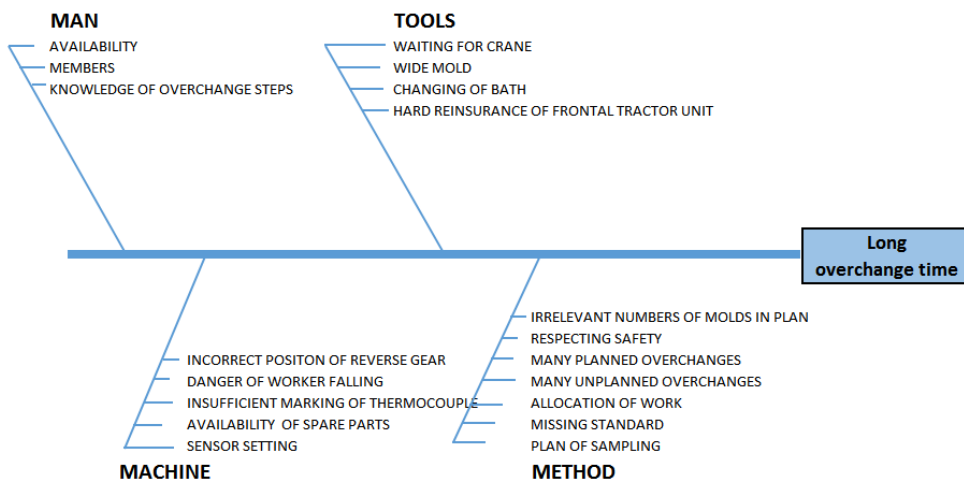 MAN
AVAILABILITY
MEMBERS
KNOWLEDGE OF OVERCHANGE STEPS
TOOLS
WAITING FOR CRANE
WIDE MOLD
CHANGING OF BATH
HARD REINSURANCE OF FRONTAL TRACTOR UNIT
Long
overchange time
INCORRECT POSITON OF REVERSE GEAR
DANGER OF WORKER FALLING
INSUFFICIENT MARKING OF THERMOCOUPLE
AVAILABILITY OF SPARE PARTS
SENSOR SETTING
MACHINE
IRRELEVANT NUMBERS OF MOLDS IN PLAN
RESPECTING SAFETY
MANY PLANNED OVERCHANGES
MANY UNPLANNED OVERCHANGES
ALLOCATION OF WORK
MISSING STANDARD
PLAN OF SAMPLING
METHOD